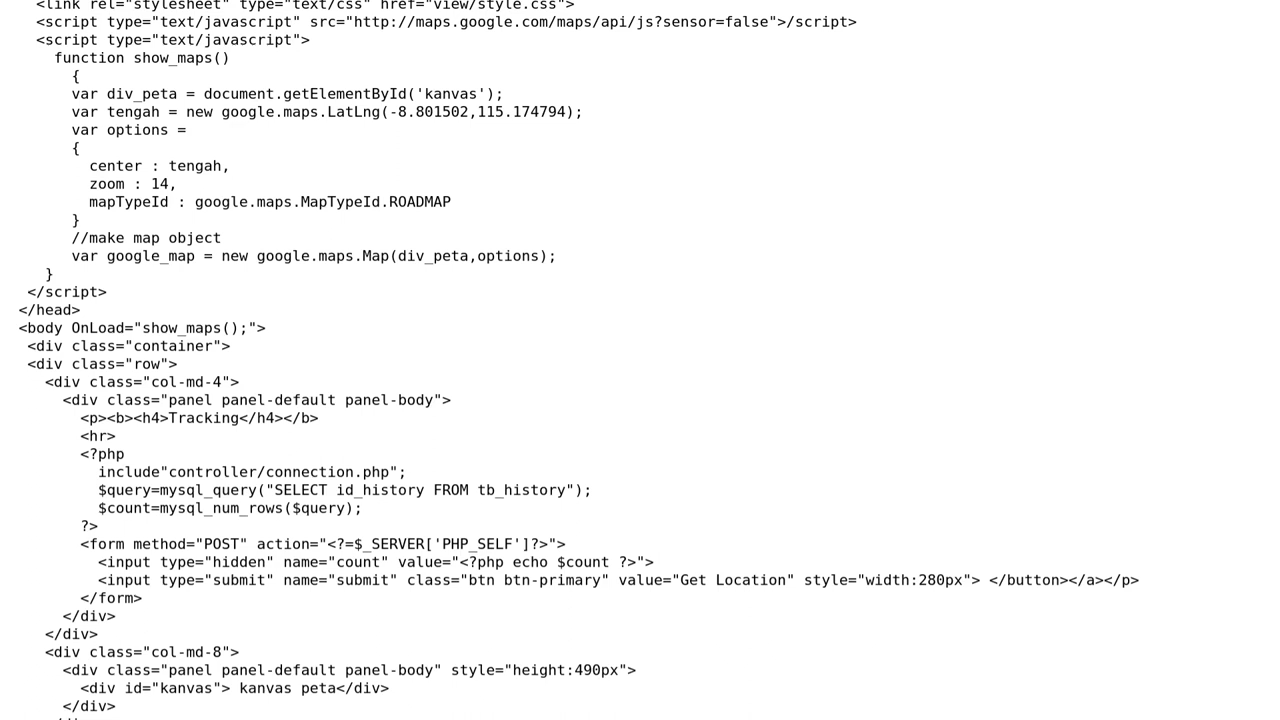 <link rel="stylesheet" type="text/css" href="view/style.css">
<script type="text/javascript" src="http://maps.google.com/maps/api/js?sensor=false">/script>
<script type="text/javascript">
function show_maps()
{
var div_peta = document.getElementById('kanvas');
var tengah = new google.maps.LatLng(-8.801502,115.174794);
var options =
{
center : tengah,
zoom : 14,
mapTypeId : google.maps.MapTypeId.ROADMAP
}
//make map object
var google_map = new google.maps.Map(div_peta,options);
}
</script>
</head>
<body OnLoad="show_maps();">
<div class="container">
<div class="row">
<div class="col-md-4">
<div class="panel panel-default panel-body">
<p><b><h4>Tracking</h4></b>
<hr>
<?php
include"controller/connection.php";
$query=mysql_query("SELECT id_history FROM tb_history");
$count=mysql_num_rows($query);
?>
<form method="POST" action="<?=$_SERVER['PHP_SELF']?>">
<input type="hidden" name="count" value="<?php echo $count ?>">
<input type="submit" name="submit" class="btn btn-primary" value="Get Location" style="width:280px"> </button></a></p>
</form>
</div>
</div>
<div class="col-md-8">
<div class="panel panel-default panel-body" style="height:490px">
<div id="kanvas"> kanvas peta</div>
</div>